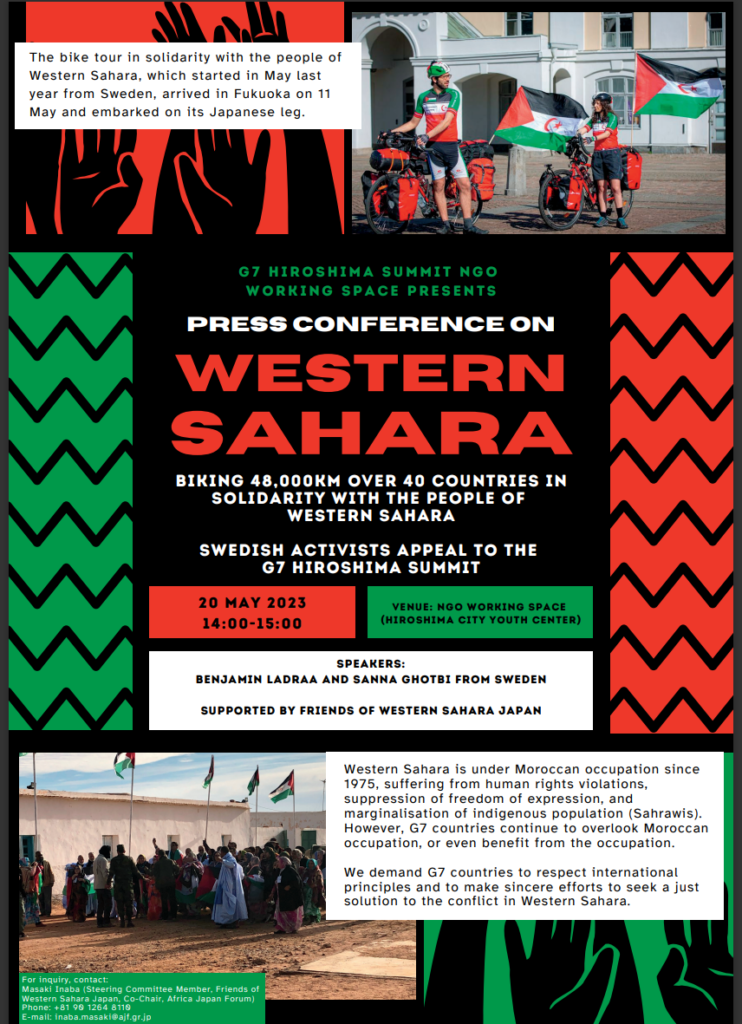 The bike tour in solidarity with the people of
Western Sahara, which started in May last
year from Sweden, arrived in Fukuoka on 11
May and embarked on its Japanese leg.
G7 HIROSHIMA SUMMIT NGO
WORKING SPACE PRESENTS
PRESS CONFERENCE ON
WESTERN
SAHARA
BIKING 48,000KM OVER 40 COUNTRIES IN
SOLIDARITY WITH THE PEOPLE OF
WESTERN SAHARA
SWEDISH ACTIVISTS APPEAL TO THE
G7 HIROSHIMA SUMMIT
20 MAY 2023
14:00-15:00
VENUE: NGO WORKING SPACE
(HIROSHIMA CITY YOUTH CENTER)
SPEAKERS:
BENJAMIN LADRAA AND SANNA GHOTBI FROM SWEDEN
SUPPORTED BY FRIENDS OF WESTERN SAHARA JAPAN
Western Sahara is under Moroccan occupation since
1975, suffering from human rights violations,
suppression of freedom of expression, and
marginalisation of indigenous population (Sahrawis).
However, G7 countries continue to overlook Moroccan
occupation, or even benefit from the occupation.
We demand G7 countries to respect international
principles and to make sincere efforts to seek a just
solution to the conflict in Western Sahara.
For inquiry, contact:
Masaki Inaba (Steering Committee Member, Friends of
Western Sahara Japan, Co-Chair, Africa Japan Forum)
Phone: +81 90 1264 8110
E-mail: inaba.masaki@ajf.gr.jp